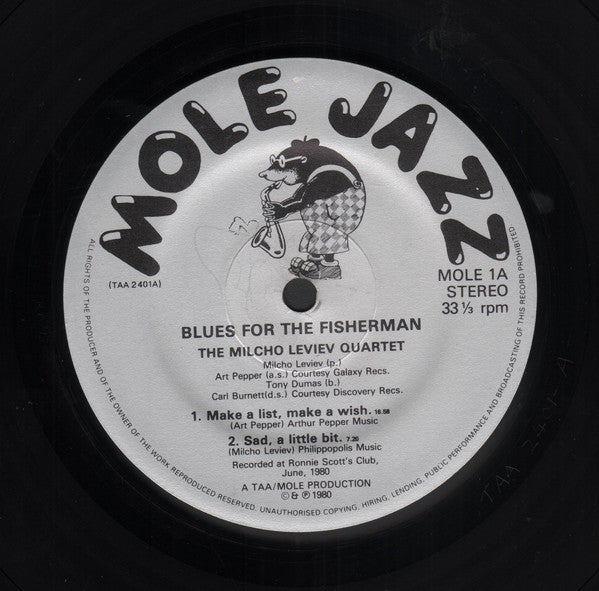 MOLE JAZZ
(TAA 2401A)
MOLE 1A
STEREO
33 ⅓ rpm
BLUES FOR THE FISHERMAN
THE MILCHO LEVIEV QUARTET
Milcho Leviev (p.)
Art Pepper (a.s.) Courtesy Galaxy Recs.
Tony Dumas (b.)
Carl Burnett(d.s.) Courtesy Discovery Recs.
1. Make a list, make a wish. 16.58
(Art Pepper) Arthur Pepper Music
2. Sad, a little bit. 7.20
(Milcho Leviev) Philippopolis Music
Recorded at Ronnie Scott's Club,
June, 1980
A TAA/MOLE PRODUCTION
© & ℗ 1980
ALL RIGHTS OF THE PRODUCER AND OF THE OWNER OF THE WORK REPRODUCED RESERVED. UNAUTHORISED COPYING, HIRING, LENDING, PUBLIC PERFORMANCE AND BROADCASTING OF THIS RECORD PROHIBITED